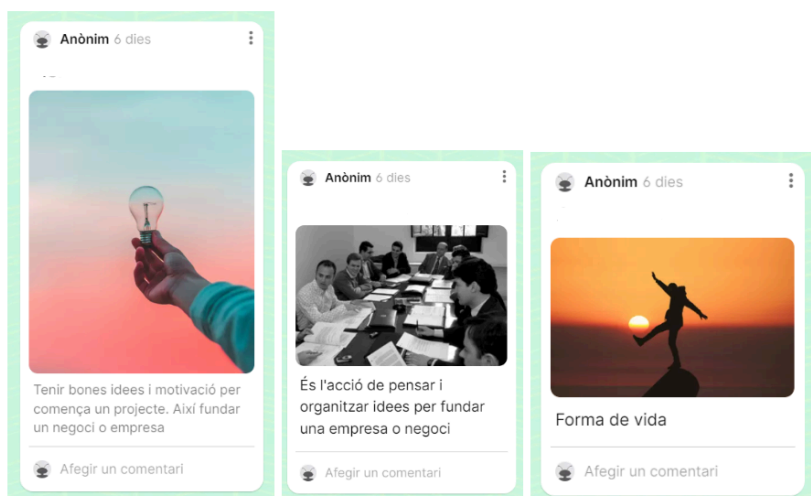 Anònim 6 dies
Tenir bones idees i motivació per
comença un projecte. Així fundar
un negoci o empresa
Afegir un comentari
Anònim 6 dies
És l'acció de pensar i
organitzar idees per fundar
una empresa o negoci
Afegir un comentari
Anònim 6 dies
Forma de vida
Afegir un comentari